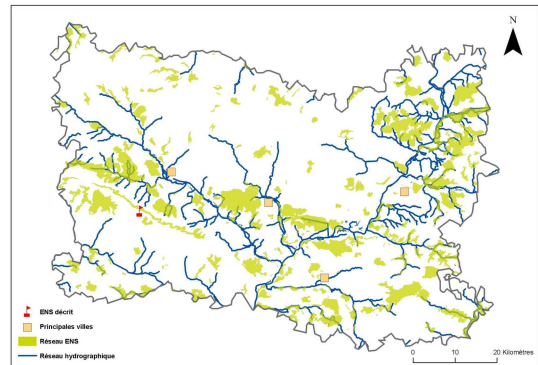 N
ENS décrit
Principales villes
Réseau ENS
Réseau hydrographique
0 10 20 Kilomètres